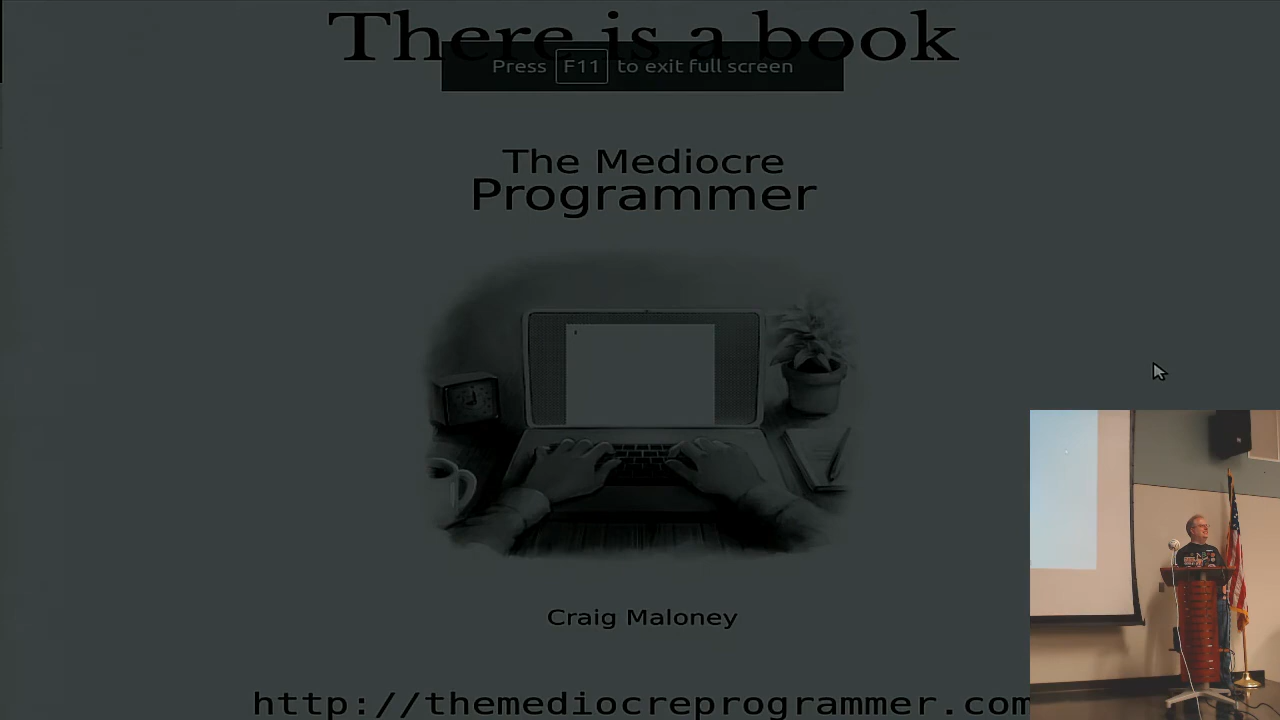 There is a book
Press F11 to exit full screen
The Mediocre
Programmer
Craig Maloney
http://themediocreprogrammer.com